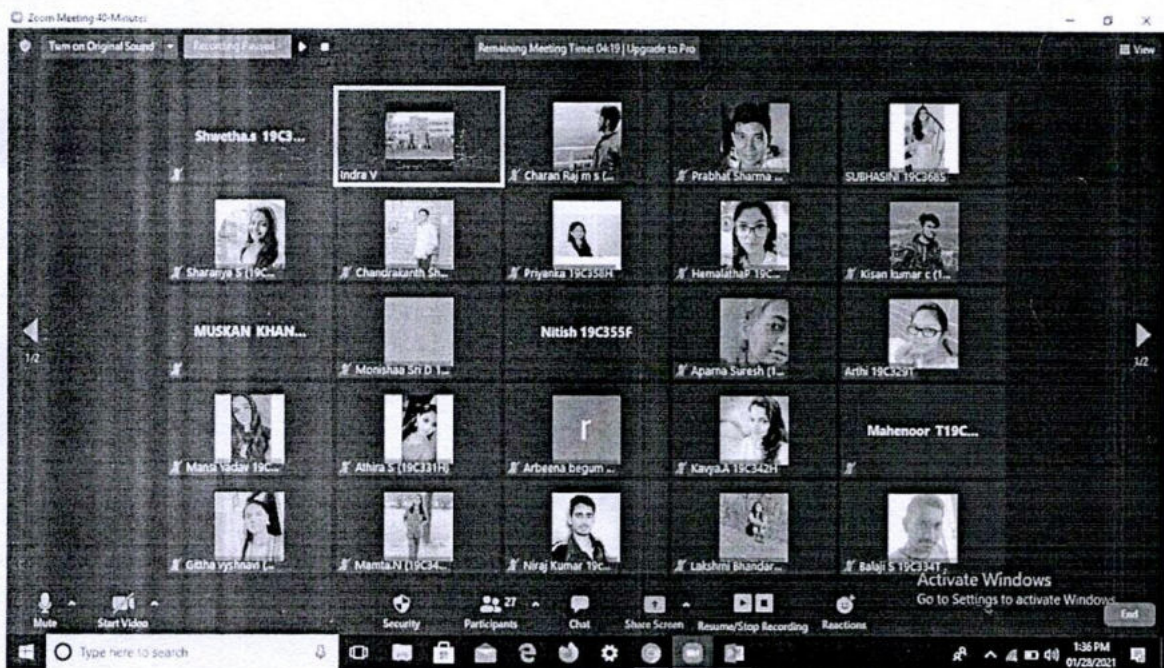 Zoom Meeting 40-Minutes
Turn on Original Sound
Recording Paused
Remaining Meeting Time: 04:19 | Upgrade to Pro
View
Shwetha.s 19C3...
Indra V
Charan Raj m s (...
Prabhat Sharma ...
SUBHASINI 19C368S
Sharanya S (19C...
Chandrakanth Sh...
Priyanka 19C358H
HemalathaP 19C...
Kisan kumar c (1...
MUSKAN KHAN...
Monishaa Sri D 1...
Nitish 19C355F
Aparna Suresh (1...
Arthi 19C329T
1/2
1/2
Mansi Yadav 19C...
Athira S (19C331H)
r
Arbeena begum ...
Kavya.A 19C342H
Mahenoor T19C...
Githa vyshnavi (...
Mamta.N (19C34...
Niraj Kumar 19c...
Lakshmi Bhandar...
Balaji S 19C334T
Activate Windows
Go to Settings to activate Windows.
Mute
Start Video
Security
27
Participants
Chat
Share Screen
Resume/Stop Recording
Reactions
End
Type here to search
1:36 PM
01/28/2021